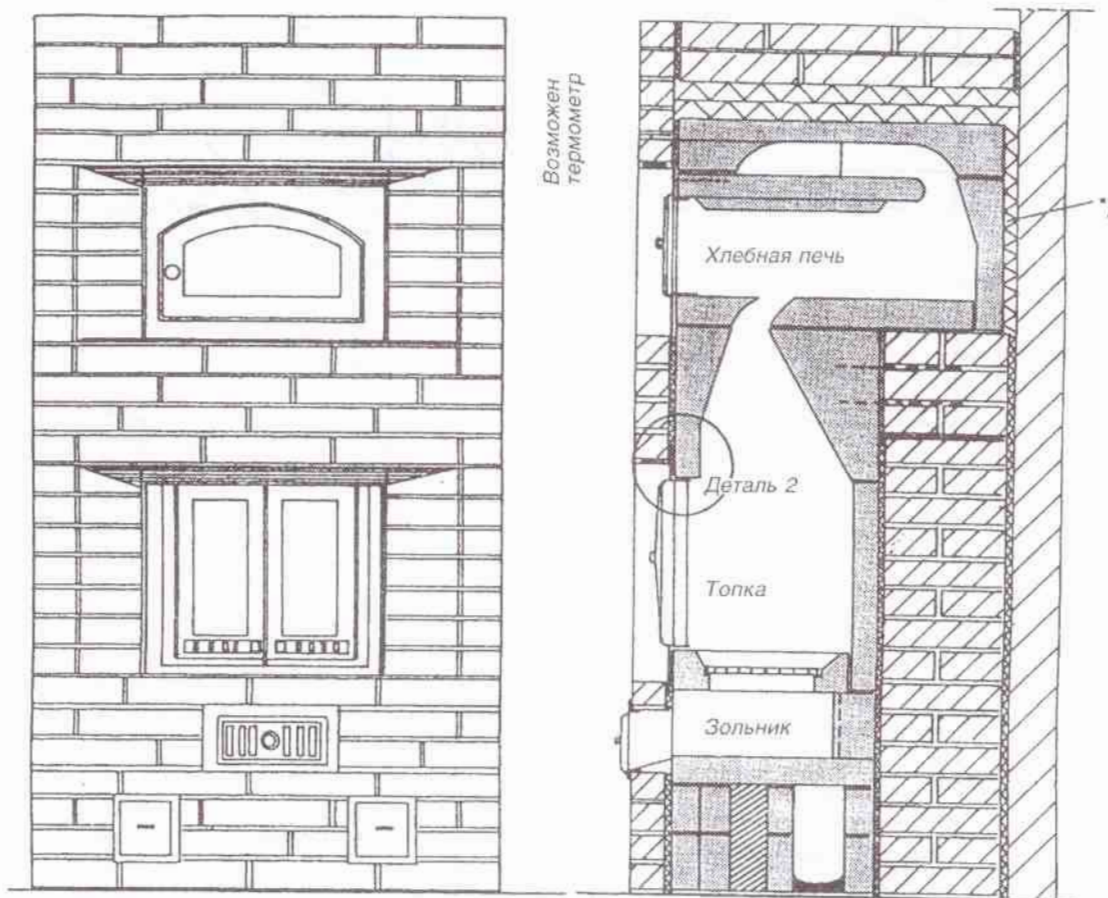 Возможен
термометр
Хлебная печь
Деталь 2
Топка
Зольник